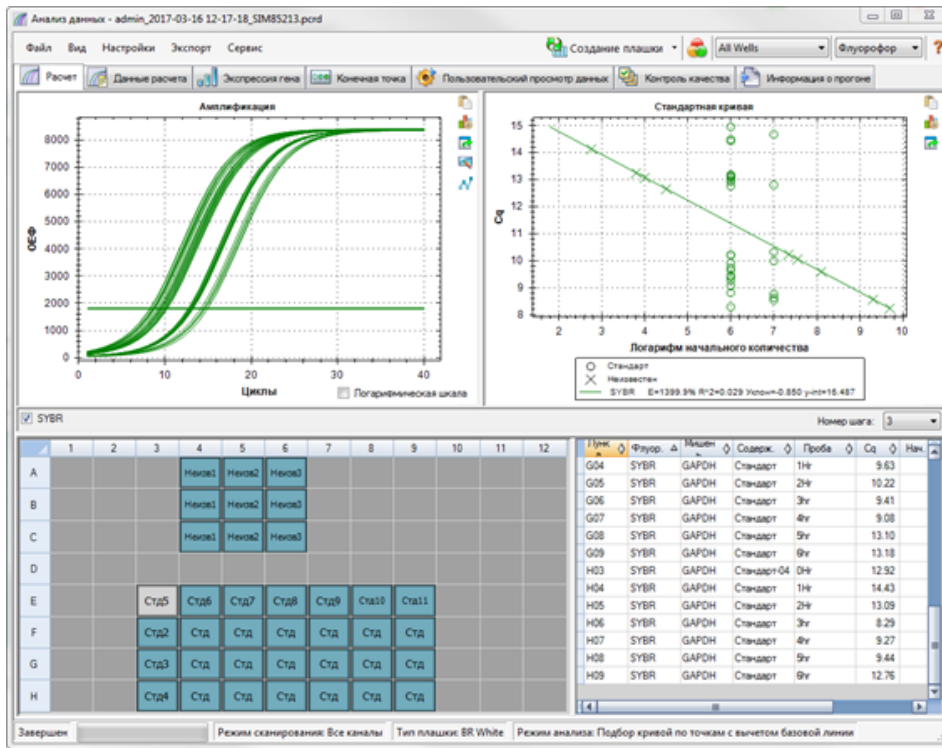 Анализ данных - admin_2017-03-16 12-17-18_SIM85213.pcrd
Файл Вид Настройки Экспорт Сервис Создание плашки All Wells Флуорофор ?
Расчет Данные расчета Экспрессия гена Конечная точка Пользовательский просмотр данных Контроль качества Информация о прогоне
Амплификация
ОЕФ
8000
7000
6000
5000
4000
3000
2000
1000
0
0 10 20 30 40
Циклы
Логарифмическая шкала
Стандартная кривая
Cq
15
14
13
12
11
10
9
8
2 3 4 5 6 7 8 9 10
Логарифм начального количества
Стандарт
Неизвестен
SYBR E=1399.9% R^2=0.029 Уклон=-0.850 y-int=16.487
SYBR
Номер шага: 3
1 2 3 4 5 6 7 8 9 10 11 12
A Неизв1 Неизв2 Неизв3
B Неизв1 Неизв2 Неизв3
C Неизв1 Неизв2 Неизв3
D
E Стд5 Стд6 Стд7 Стд8 Стд9 Стд10 Стд11
F Стд2 Стд Стд Стд Стд Стд Стд
G Стд3 Стд Стд Стд Стд Стд Стд
H Стд4 Стд Стд Стд Стд Стд Стд
Флуор. Мишен Содерж. Проба Cq Нач.
G04 SYBR GAPDH Стандарт 1Hr 9.63
G05 SYBR GAPDH Стандарт 2Hr 10.22
G06 SYBR GAPDH Стандарт 3hr 9.41
G07 SYBR GAPDH Стандарт 4hr 9.08
G08 SYBR GAPDH Стандарт 5hr 13.10
G09 SYBR GAPDH Стандарт 6hr 13.18
H03 SYBR GAPDH Стандарт-04 0Hr 12.92
H04 SYBR GAPDH Стандарт 1Hr 14.43
H05 SYBR GAPDH Стандарт 2Hr 13.09
H06 SYBR GAPDH Стандарт 3hr 8.29
H07 SYBR GAPDH Стандарт 4hr 9.27
H08 SYBR GAPDH Стандарт 5hr 9.44
H09 SYBR GAPDH Стандарт 6hr 12.76
Завершен Режим сканирования: Все каналы Тип плашки: BR White Режим анализа: Подбор кривой по точкам с вычетом базовой линии